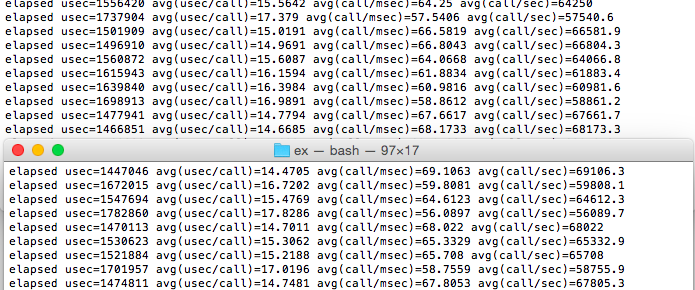 elapsed usec=1556420 avg(usec/call)=15.5642 avg(call/msec)=64.25 avg(call/sec)=64250
elapsed usec=1737904 avg(usec/call)=17.379 avg(call/msec)=57.5406 avg(call/sec)=57540.6
elapsed usec=1501909 avg(usec/call)=15.0191 avg(call/msec)=66.5819 avg(call/sec)=66581.9
elapsed usec=1496910 avg(usec/call)=14.9691 avg(call/msec)=66.8043 avg(call/sec)=66804.3
elapsed usec=1560872 avg(usec/call)=15.6087 avg(call/msec)=64.0668 avg(call/sec)=64066.8
elapsed usec=1615943 avg(usec/call)=16.1594 avg(call/msec)=61.8834 avg(call/sec)=61883.4
elapsed usec=1639840 avg(usec/call)=16.3984 avg(call/msec)=60.9816 avg(call/sec)=60981.6
elapsed usec=1698913 avg(usec/call)=16.9891 avg(call/msec)=58.8612 avg(call/sec)=58861.2
elapsed usec=1477941 avg(usec/call)=14.7794 avg(call/msec)=67.6617 avg(call/sec)=67661.7
elapsed usec=1466851 avg(usec/call)=14.6685 avg(call/msec)=68.1733 avg(call/sec)=68173.3
ex — bash — 97×17
elapsed usec=1447046 avg(usec/call)=14.4705 avg(call/msec)=69.1063 avg(call/sec)=69106.3
elapsed usec=1672015 avg(usec/call)=16.7202 avg(call/msec)=59.8081 avg(call/sec)=59808.1
elapsed usec=1547694 avg(usec/call)=15.4769 avg(call/msec)=64.6123 avg(call/sec)=64612.3
elapsed usec=1782860 avg(usec/call)=17.8286 avg(call/msec)=56.0897 avg(call/sec)=56089.7
elapsed usec=1470113 avg(usec/call)=14.7011 avg(call/msec)=68.022 avg(call/sec)=68022
elapsed usec=1530623 avg(usec/call)=15.3062 avg(call/msec)=65.3329 avg(call/sec)=65332.9
elapsed usec=1521884 avg(usec/call)=15.2188 avg(call/msec)=65.708 avg(call/sec)=65708
elapsed usec=1701957 avg(usec/call)=17.0196 avg(call/msec)=58.7559 avg(call/sec)=58755.9
elapsed usec=1474811 avg(usec/call)=14.7481 avg(call/msec)=67.8053 avg(call/sec)=67805.3